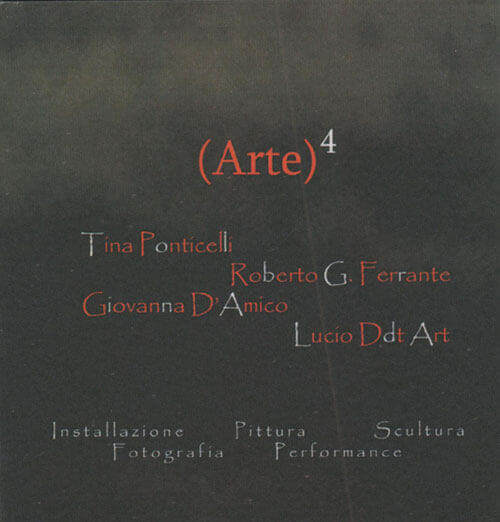 (Arte)⁴
Tina Ponticelli
Roberto G. Ferrante
Giovanna D'Amico
Lucio Ddt Art
Installazione Pittura Scultura
Fotografia Performance